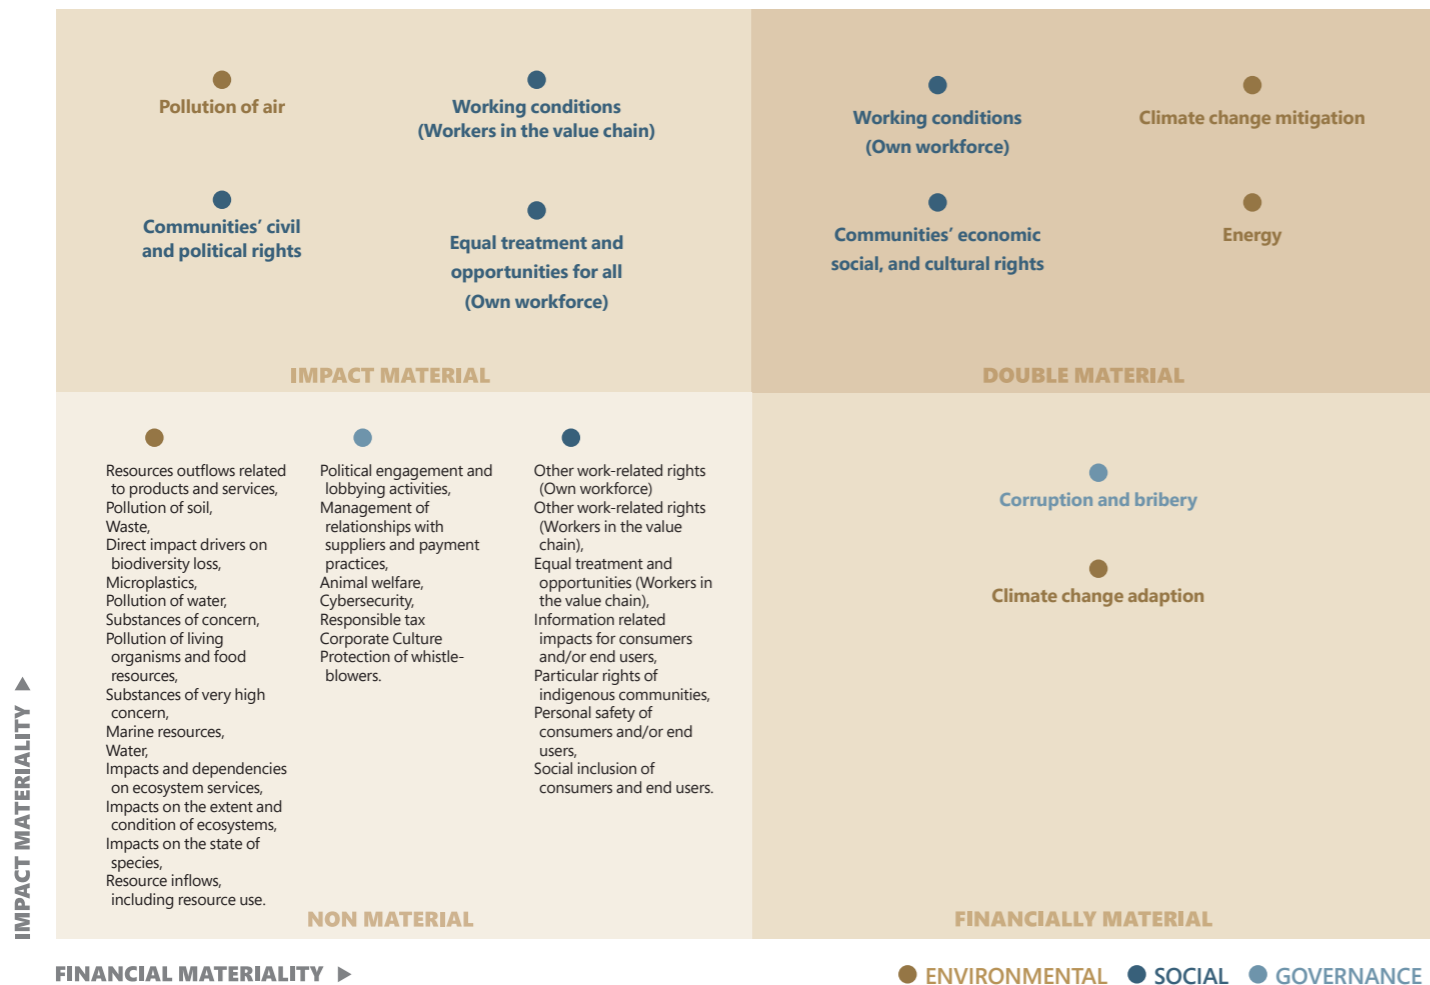 Pollution of air
Working conditions
(Workers in the value chain)
Communities’ civil
and political rights
Equal treatment and
opportunities for all
(Own workforce)
IMPACT MATERIAL
Working conditions
(Own workforce)
Climate change mitigation
Communities’ economic
social, and cultural rights
Energy
DOUBLE MATERIAL
Resources outflows related
to products and services,
Pollution of soil,
Waste,
Direct impact drivers on
biodiversity loss,
Microplastics,
Pollution of water,
Substances of concern,
Pollution of living
organisms and food
resources,
Substances of very high
concern,
Marine resources,
Water,
Impacts and dependencies
on ecosystem services,
Impacts on the extent and
condition of ecosystems,
Impacts on the state of
species,
Resource inflows,
including resource use.
Political engagement and
lobbying activities,
Management of
relationships with
suppliers and payment
practices,
Animal welfare,
Cybersecurity,
Responsible tax
Corporate Culture
Protection of whistle-
blowers.
Other work-related rights
(Own workforce)
Other work-related rights
(Workers in the value
chain),
Equal treatment and
opportunities (Workers in
the value chain),
Information related
impacts for consumers
and/or end users,
Particular rights of
indigenous communities,
Personal safety of
consumers and/or end
users,
Social inclusion of
consumers and end users.
NON MATERIAL
Corruption and bribery
Climate change adaption
FINANCIALLY MATERIAL
IMPACT MATERIALITY
FINANCIAL MATERIALITY
ENVIRONMENTAL
SOCIAL
GOVERNANCE